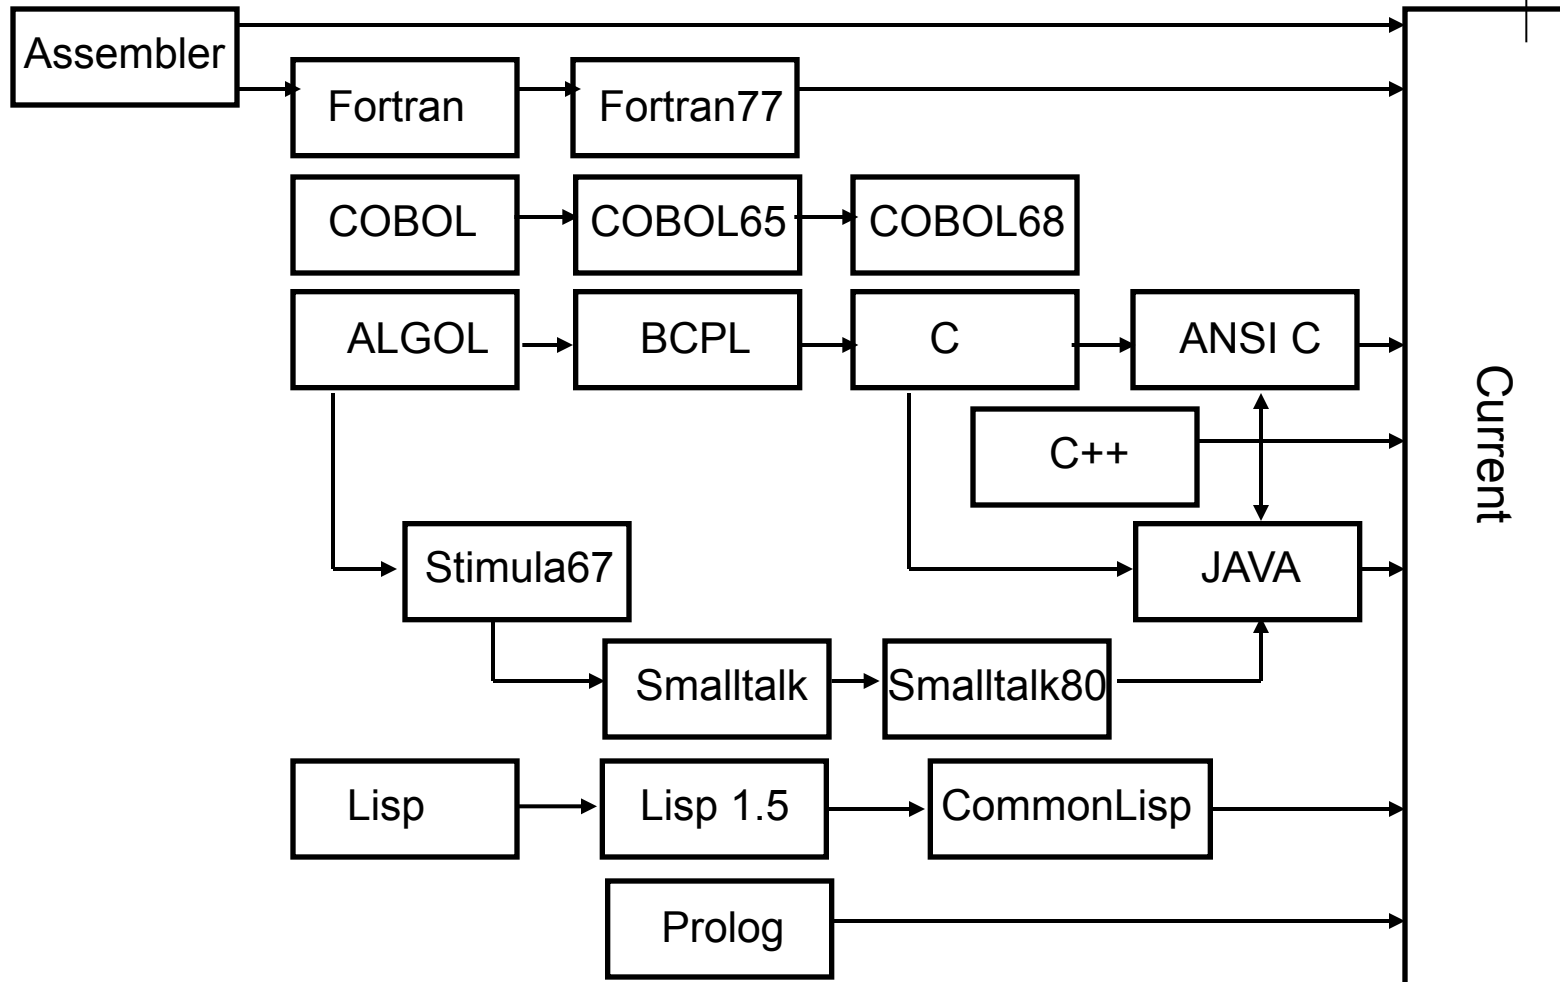 Assembler
Fortran
Fortran77
COBOL
COBOL65
COBOL68
ALGOL
BCPL
C
ANSI C
C++
Current
Stimula67
JAVA
Smalltalk
Smalltalk80
Lisp
Lisp 1.5
CommonLisp
Prolog